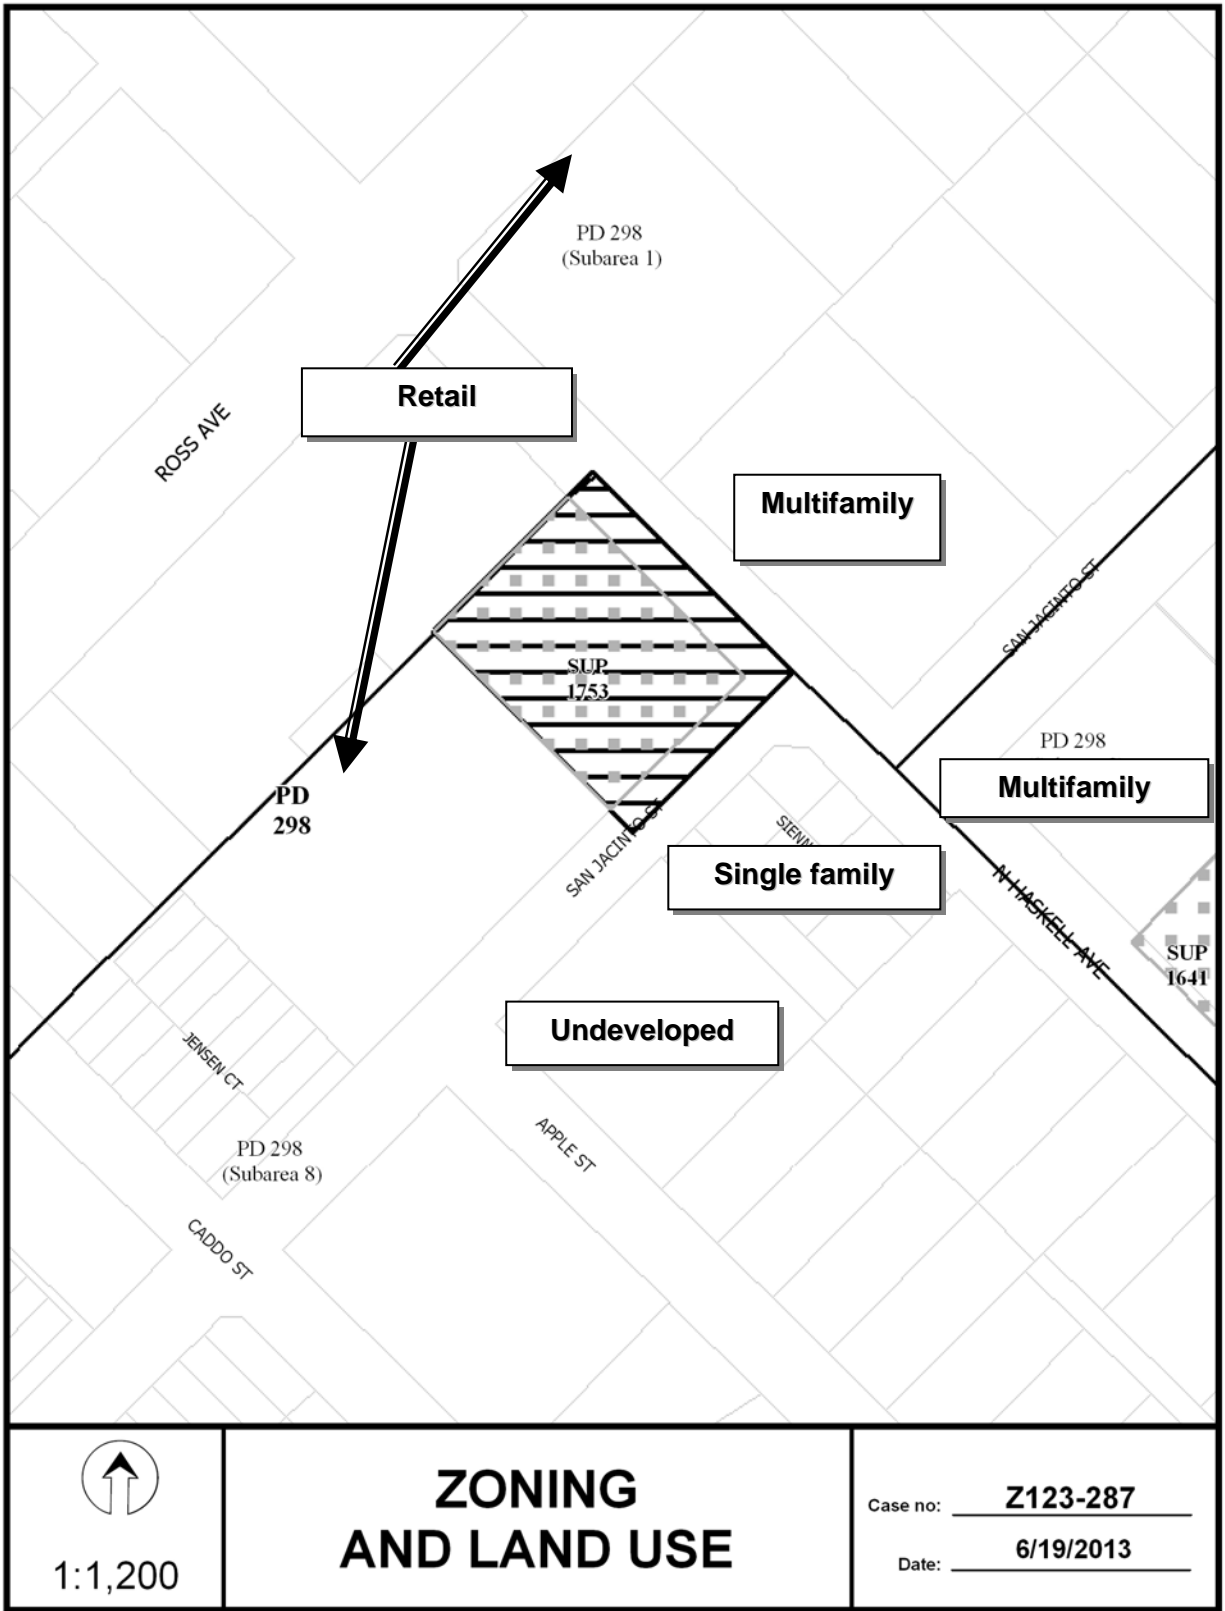 PD 298
(Subarea 1)
Retail
ROSS AVE
Multifamily
SAN JACINTO ST
SUP
1753
PD 298
Multifamily
PD
298
SAN JACINTO ST
Single family
N HASKELL AVE
SUP
1641
Undeveloped
JENSEN CT
APPLE ST
PD 298
(Subarea 8)
CADDO ST
1:1,200
ZONING
AND LAND USE
Case no: Z123-287
Date: 6/19/2013